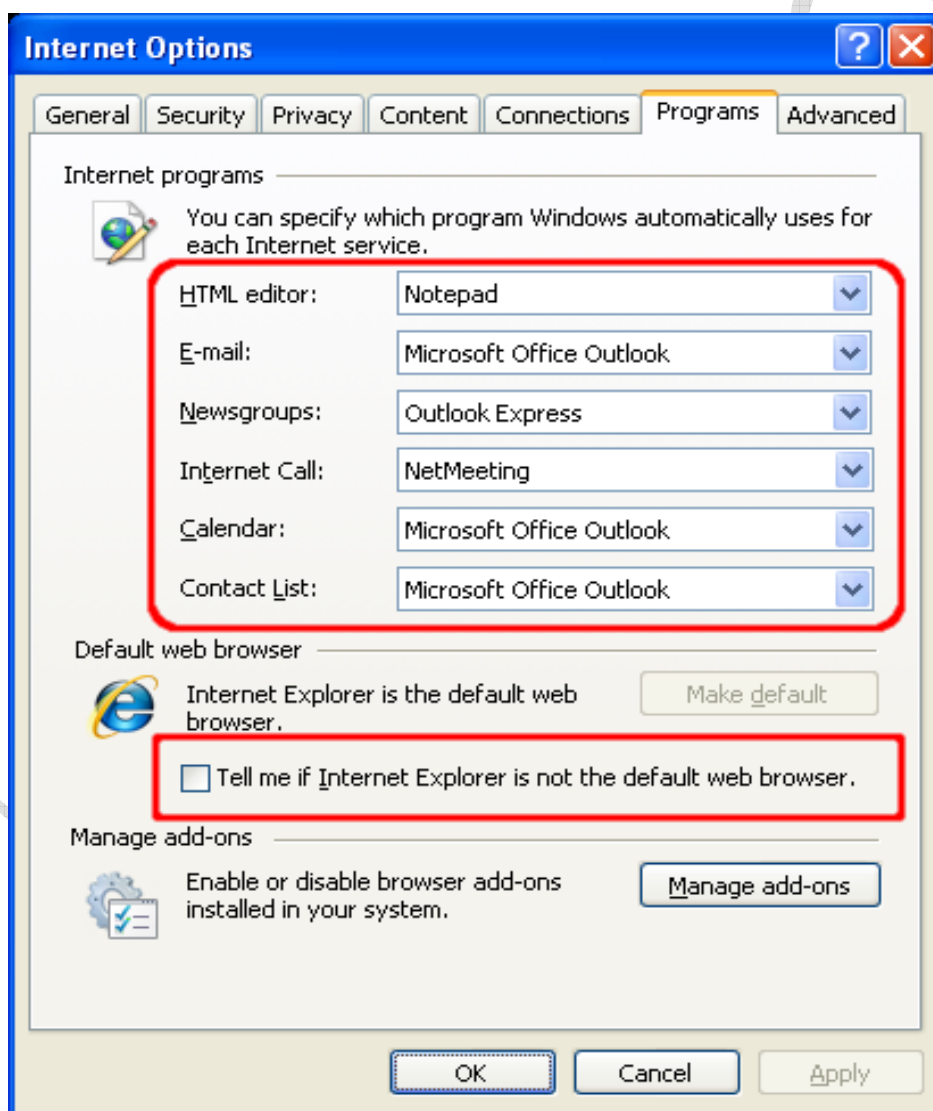 Internet Options
General Security Privacy Content Connections Programs Advanced
Internet programs
You can specify which program Windows automatically uses for
each Internet service.
HTML editor: Notepad
E-mail: Microsoft Office Outlook
Newsgroups: Outlook Express
Internet Call: NetMeeting
Calendar: Microsoft Office Outlook
Contact List: Microsoft Office Outlook
Default web browser
Internet Explorer is the default web
browser.
Make default
Tell me if Internet Explorer is not the default web browser.
Manage add-ons
Enable or disable browser add-ons
installed in your system.
Manage add-ons
OK Cancel Apply